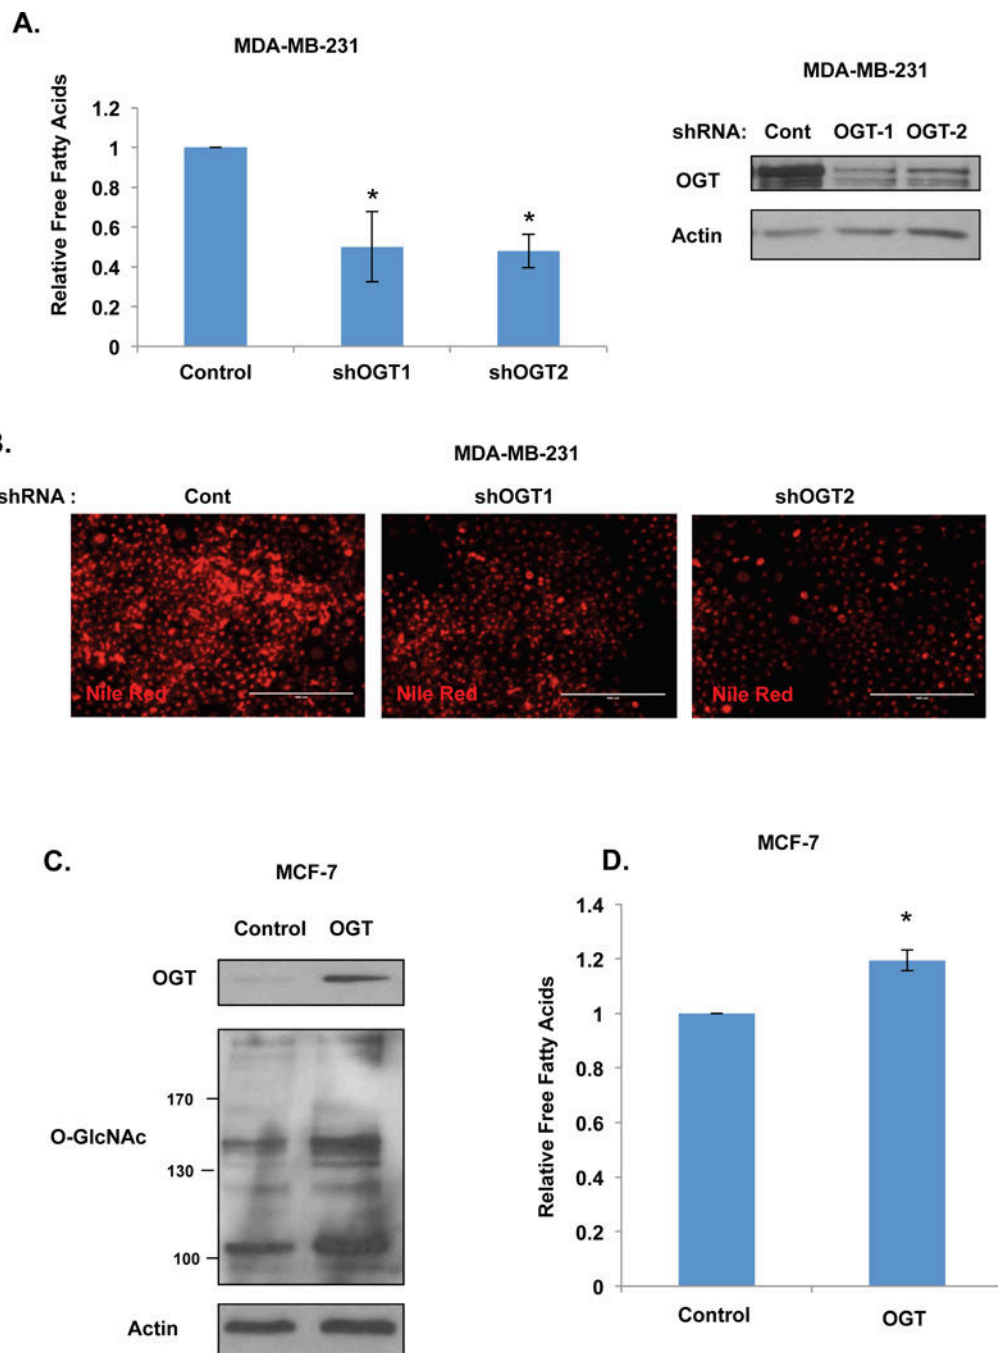 A.
MDA-MB-231
Relative Free Fatty Acids
1.2
1
0.8
0.6
0.4
0.2
0
*
*
Control shOGT1 shOGT2
MDA-MB-231
shRNA: Cont OGT-1 OGT-2
OGT
Actin
B.
MDA-MB-231
shRNA : Cont shOGT1 shOGT2
Nile Red Nile Red Nile Red
C.
MCF-7
Control OGT
OGT
O-GlcNAc
170
130
100
Actin
D.
MCF-7
Relative Free Fatty Acids
1.4
1.2
1
0.8
0.6
0.4
0.2
0
*
Control OGT